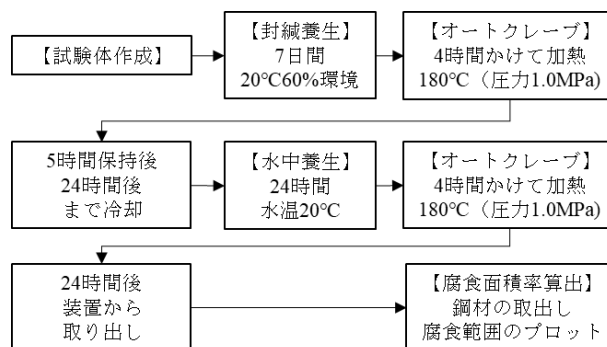 【試験体作成】
【封緘養生】
7日間
20℃60%環境
【オートクレーブ】
4時間かけて加熱
180℃（圧力1.0MPa)
5時間保持後
24時間後
まで冷却
【水中養生】
24時間
水温20℃
【オートクレーブ】
4時間かけて加熱
180℃（圧力1.0MPa)
24時間後
装置から
取り出し
【腐食面積率算出】
鋼材の取出し
腐食範囲のプロット